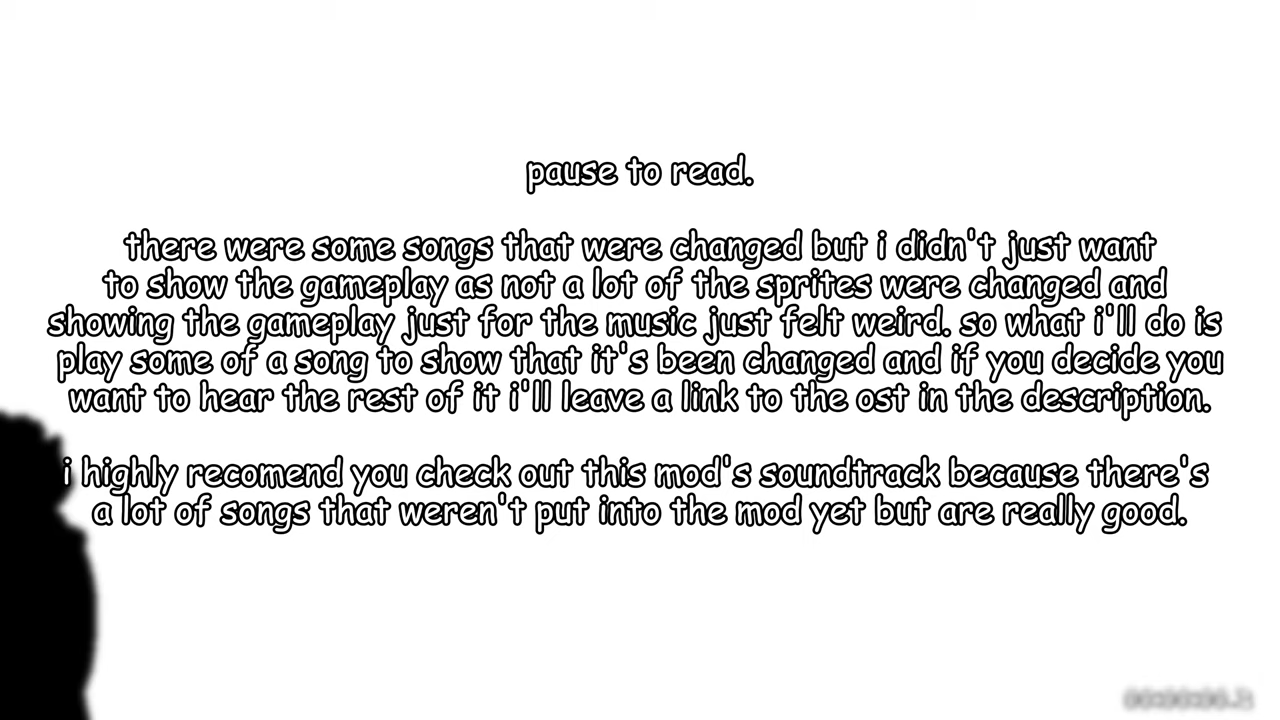 pause to read.
there were some songs that were changed but i didn't just want
to show the gameplay as not a lot of the sprites were changed and
showing the gameplay just for the music just felt weird. so what i'll do is
play some of a song to show that it's been changed and if you decide you
want to hear the rest of it i'll leave a link to the ost in the description.
i highly recomend you check out this mod's soundtrack because there's
a lot of songs that weren't put into the mod yet but are really good.